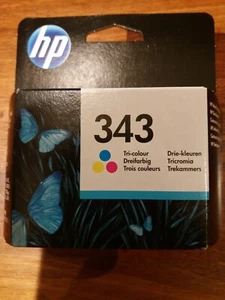 hp
343
Tri-colour
Dreifarbig
Trois couleurs
Drie-kleuren
Tricromia
Trekammers